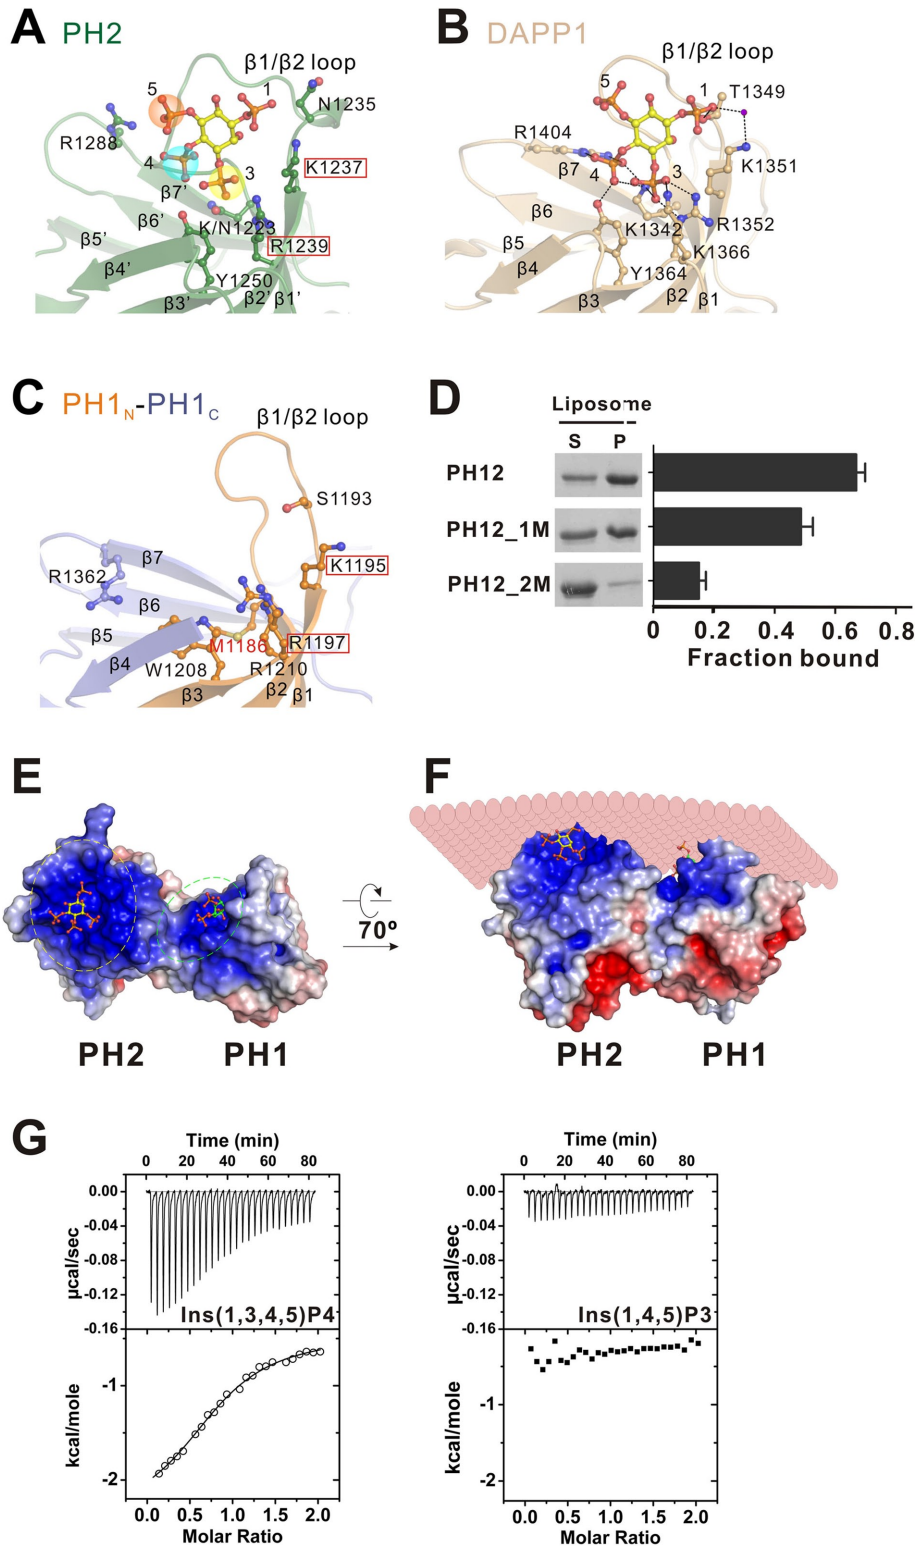 A PH2
β1/β2 loop
5
1
N1235
R1288
4
3
K1237
β7’
β6’
K/N1223
R1239
β5’
β4’
Y1250
β3’
β2’
β1’
B DAPP1
β1/β2 loop
5
1
T1349
R1404
β7
4
3
K1351
β6
K1342
R1352
β5
K1366
β4
Y1364
β3
β2
β1
C PH1N-PH1C
β1/β2 loop
S1193
β7
K1195
R1362
β6
β5
M1186
R1197
β4
W1208
R1210
β3
β2
β1
D
Liposome
S P
PH12
PH12_1M
PH12_2M
0 0.2 0.4 0.6 0.8
Fraction bound
E
70º
PH2 PH1
F
PH2 PH1
G
Time (min)
0 20 40 60 80
0.00
-0.04
-0.08
-0.12
-0.16
µcal/sec
Ins(1,3,4,5)P4
-1
-2
kcal/mole
0.0 0.5 1.0 1.5 2.0
Molar Ratio
Time (min)
0 20 40 60 80
0.00
-0.04
-0.08
-0.12
-0.16
µcal/sec
Ins(1,4,5)P3
-1
-2
kcal/mole
0.0 0.5 1.0 1.5 2.0
Molar Ratio